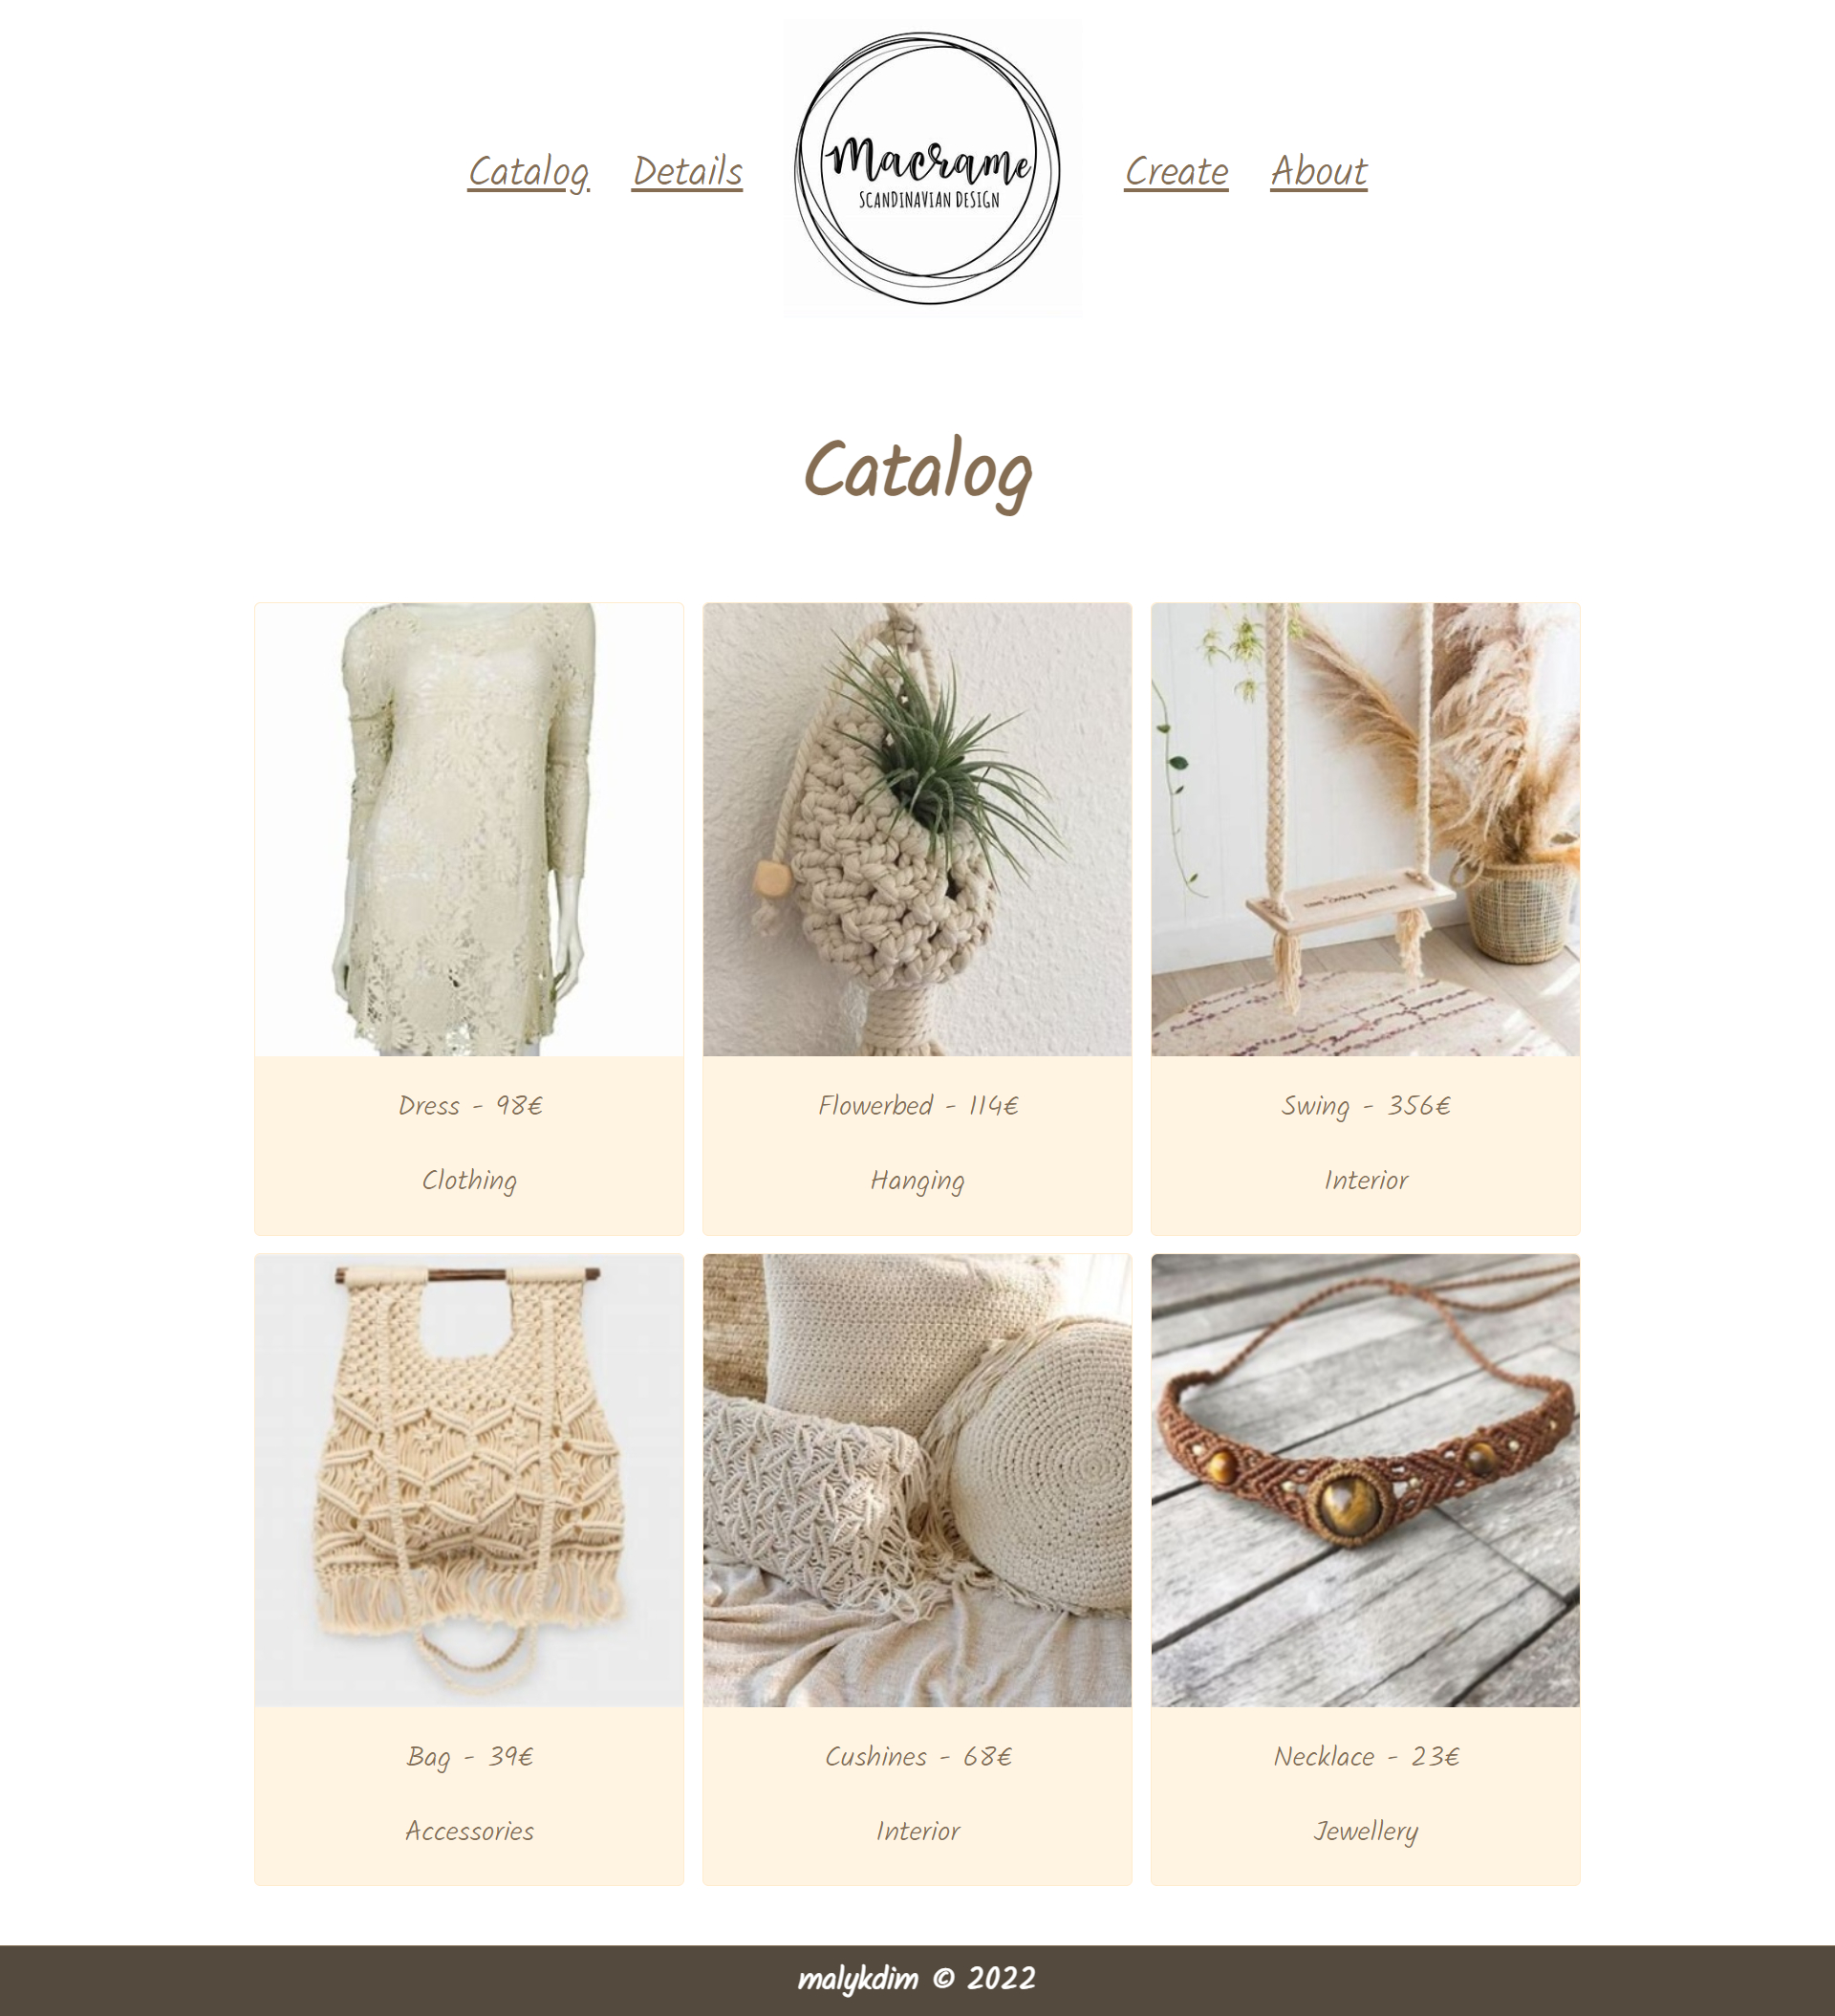 Catalog Details
Macrame
SCANDINAVIAN DESIGN
Create About
Catalog
Dress - 98€
Clothing
Flowerbed - 114€
Hanging
Swing - 356€
Interior
Bag - 39€
Accessories
Cushines - 68€
Interior
Necklace - 23€
Jewellery
malykdim © 2022